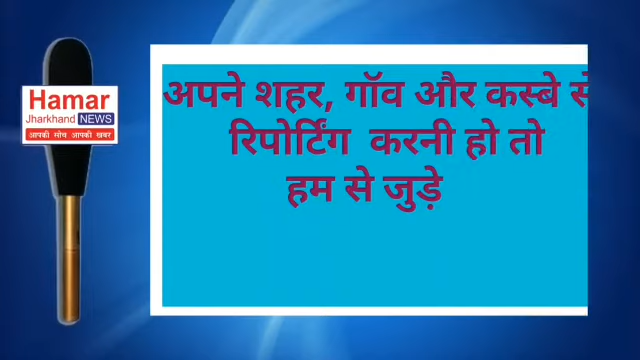 Hamar
Jharkhand NEWS
आपकी सोच आपकी खबर
अपने शहर, गॉव और कस्बे से
रिपोर्टिंग करनी हो तो
हम से जुड़े